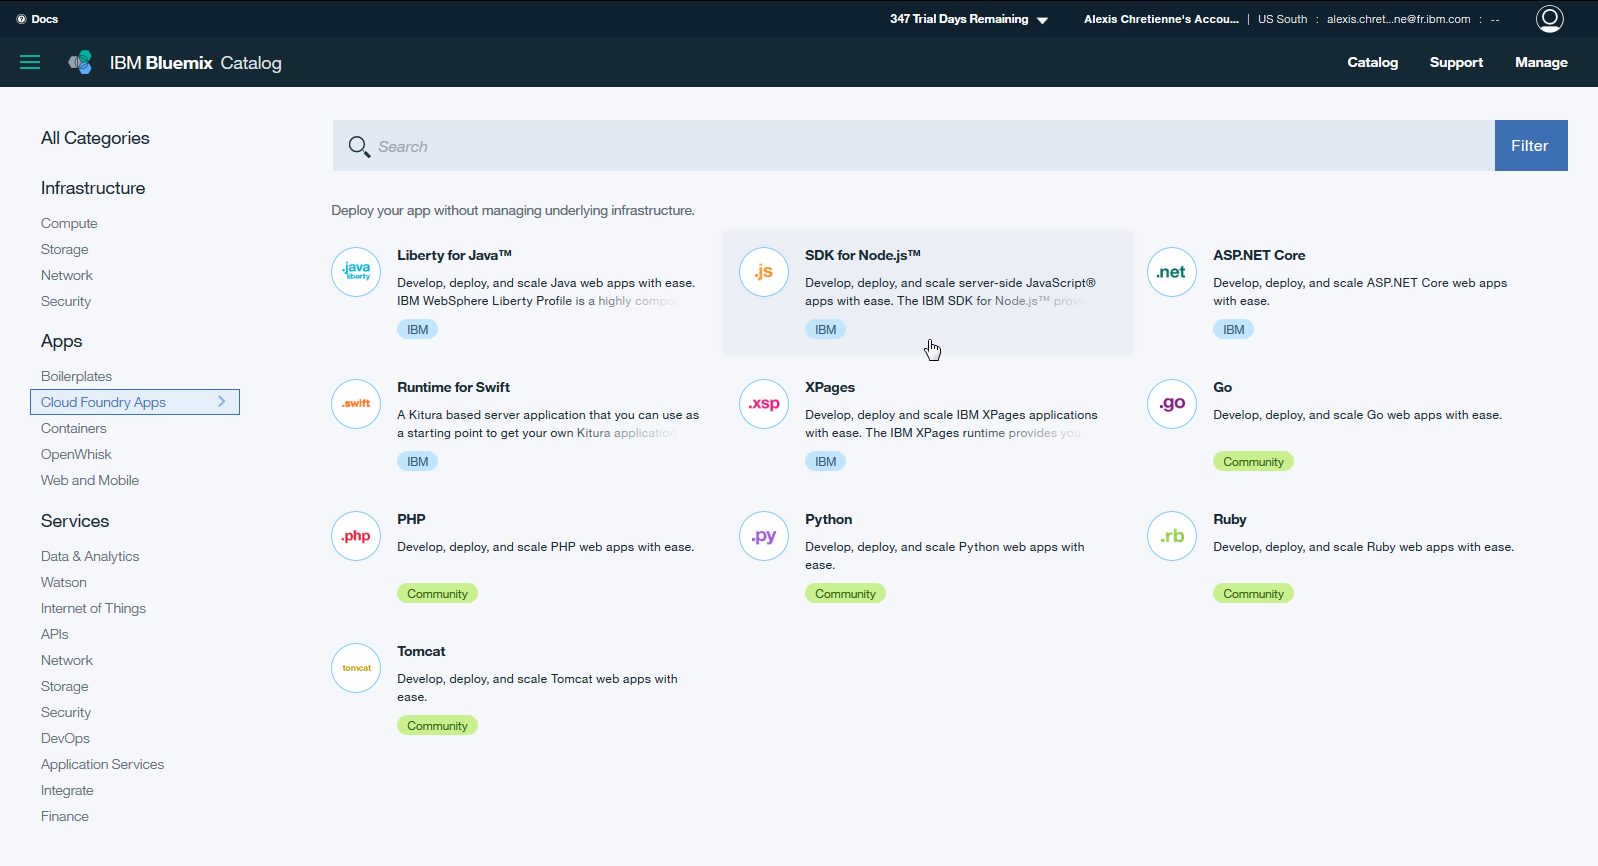 Docs
347 Trial Days Remaining
Alexis Chretienne's Accou... | US South : alexis.chret...ne@fr.ibm.com : --
IBM Bluemix Catalog
Catalog Support Manage
All Categories
Infrastructure
Compute
Storage
Network
Security
Apps
Boilerplates
Cloud Foundry Apps
Containers
OpenWhisk
Web and Mobile
Services
Data & Analytics
Watson
Internet of Things
APIs
Network
Storage
Security
DevOps
Application Services
Integrate
Finance
Search
Filter
Deploy your app without managing underlying infrastructure.
.java
liberty
Liberty for Java™
Develop, deploy, and scale Java web apps with ease.
IBM WebSphere Liberty Profile is a highly compos
IBM
.js
SDK for Node.js™
Develop, deploy, and scale server-side JavaScript®
apps with ease. The IBM SDK for Node.js™ provi
IBM
.net
ASP.NET Core
Develop, deploy, and scale ASP.NET Core web apps
with ease.
IBM
.swift
Runtime for Swift
A Kitura based server application that you can use as
a starting point to get your own Kitura application
IBM
.xsp
XPages
Develop, deploy and scale IBM XPages applications
with ease. The IBM XPages runtime provides you
IBM
.go
Go
Develop, deploy, and scale Go web apps with ease.
Community
.php
PHP
Develop, deploy, and scale PHP web apps with ease.
Community
.py
Python
Develop, deploy, and scale Python web apps with
ease.
Community
.rb
Ruby
Develop, deploy, and scale Ruby web apps with ease.
Community
tomcat
Tomcat
Develop, deploy, and scale Tomcat web apps with
ease.
Community